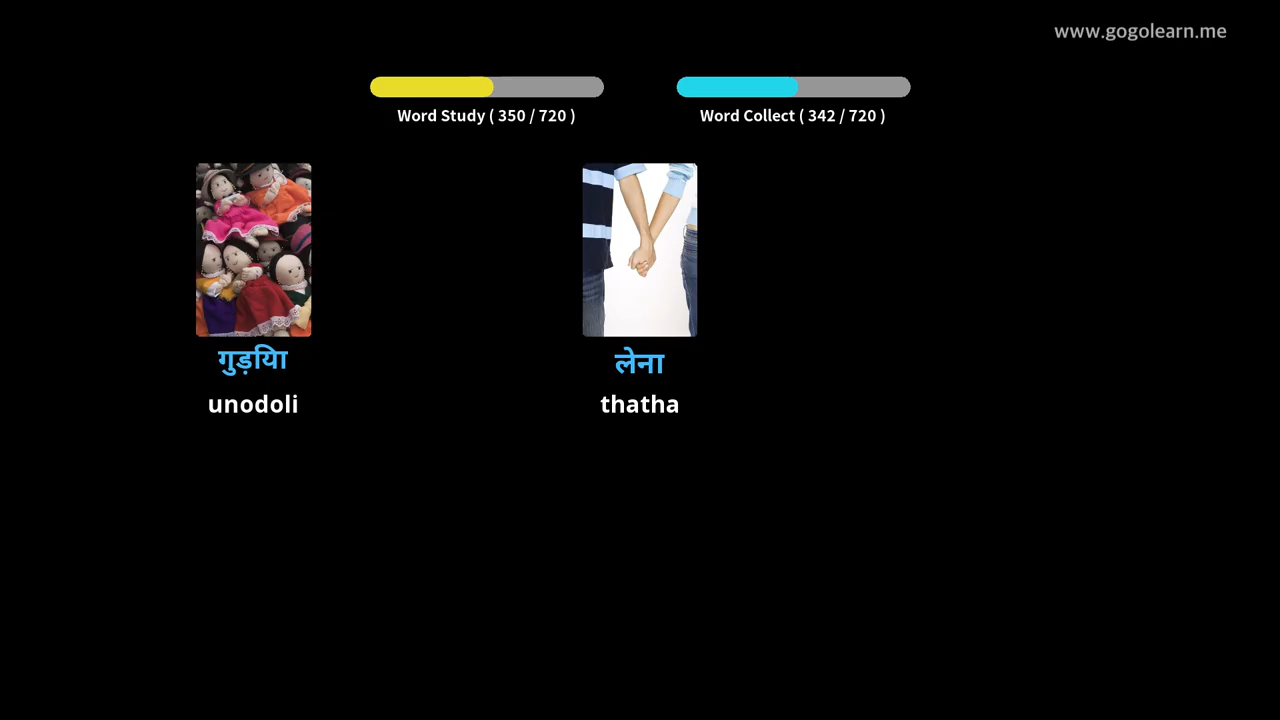 www.gogolearn.me
Word Study ( 350 / 720 )
Word Collect ( 342 / 720 )
गुड़यिा
लेना
unodoli
thatha